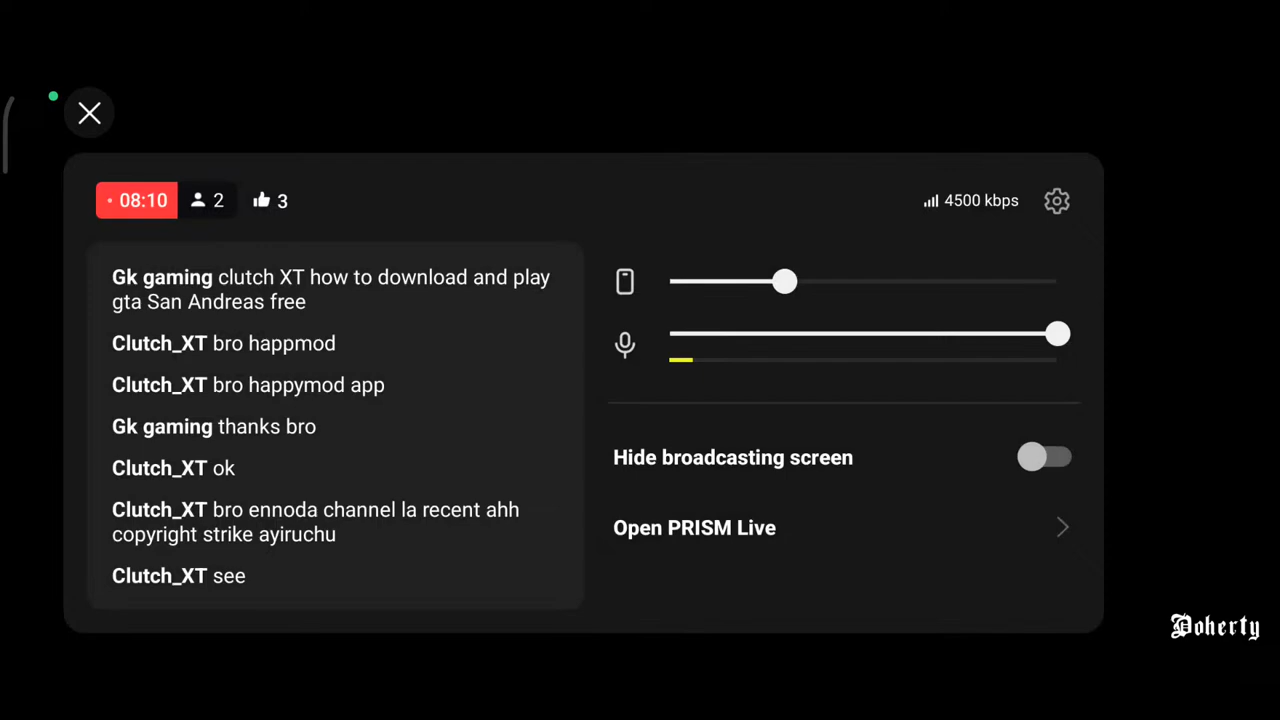 08:10 2 3
4500 kbps
Gk gaming clutch XT how to download and play
gta San Andreas free
Clutch_XT bro happmod
Clutch_XT bro happymod app
Gk gaming thanks bro
Clutch_XT ok
Clutch_XT bro ennoda channel la recent ahh
copyright strike ayiruchu
Clutch_XT see
Hide broadcasting screen
Open PRISM Live
Doherty